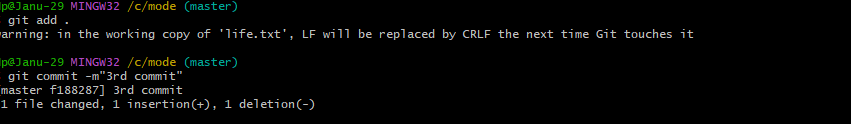 p@Janu-29 MINGW32 /c/mode (master)
git add .
arning: in the working copy of 'life.txt', LF will be replaced by CRLF the next time Git touches it
p@Janu-29 MINGW32 /c/mode (master)
git commit -m"3rd commit"
master f188287] 3rd commit
1 file changed, 1 insertion(+), 1 deletion(-)